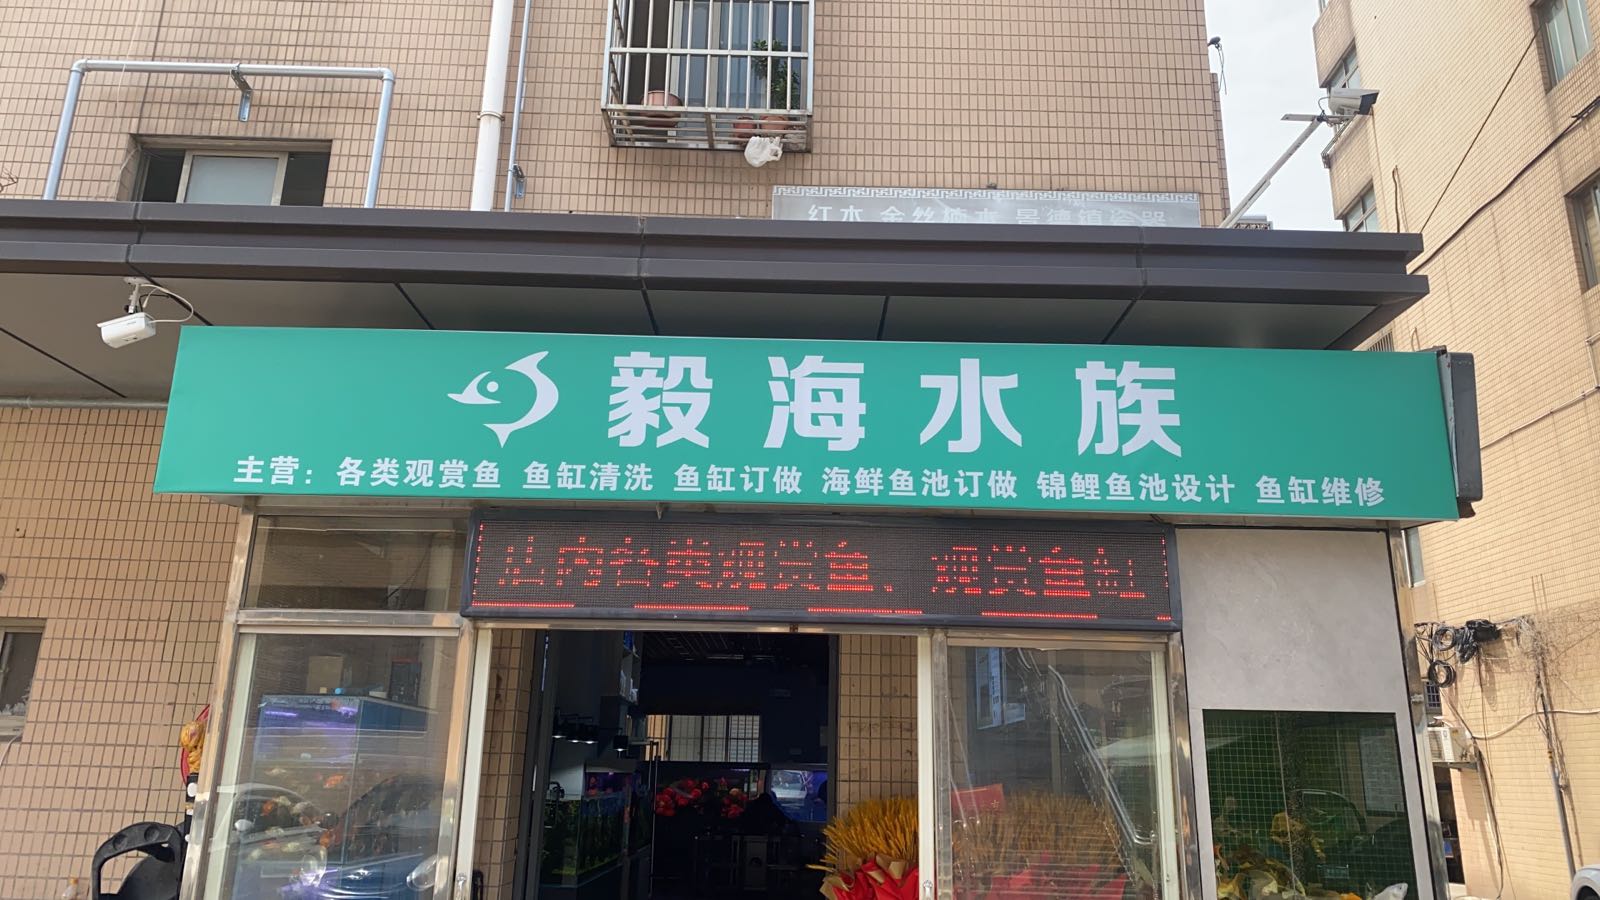 红木 金丝楠木 景德镇瓷器
毅海水族
主营：各类观赏鱼 鱼缸清洗 鱼缸订做 海鲜鱼池订做 锦鲤鱼池设计 鱼缸维修
店内各类观赏鱼、观赏鱼缸